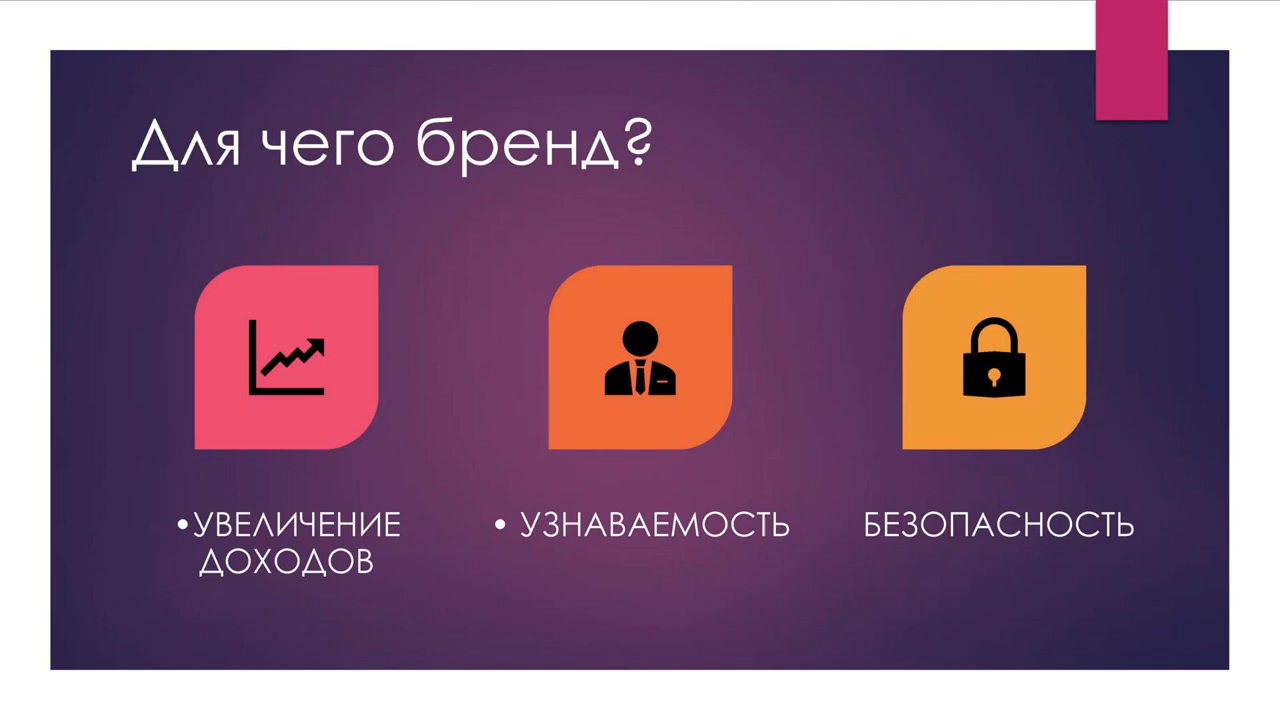 Для чего бренд?
•УВЕЛИЧЕНИЕ
ДОХОДОВ
• УЗНАВАЕМОСТЬ
БЕЗОПАСНОСТЬ